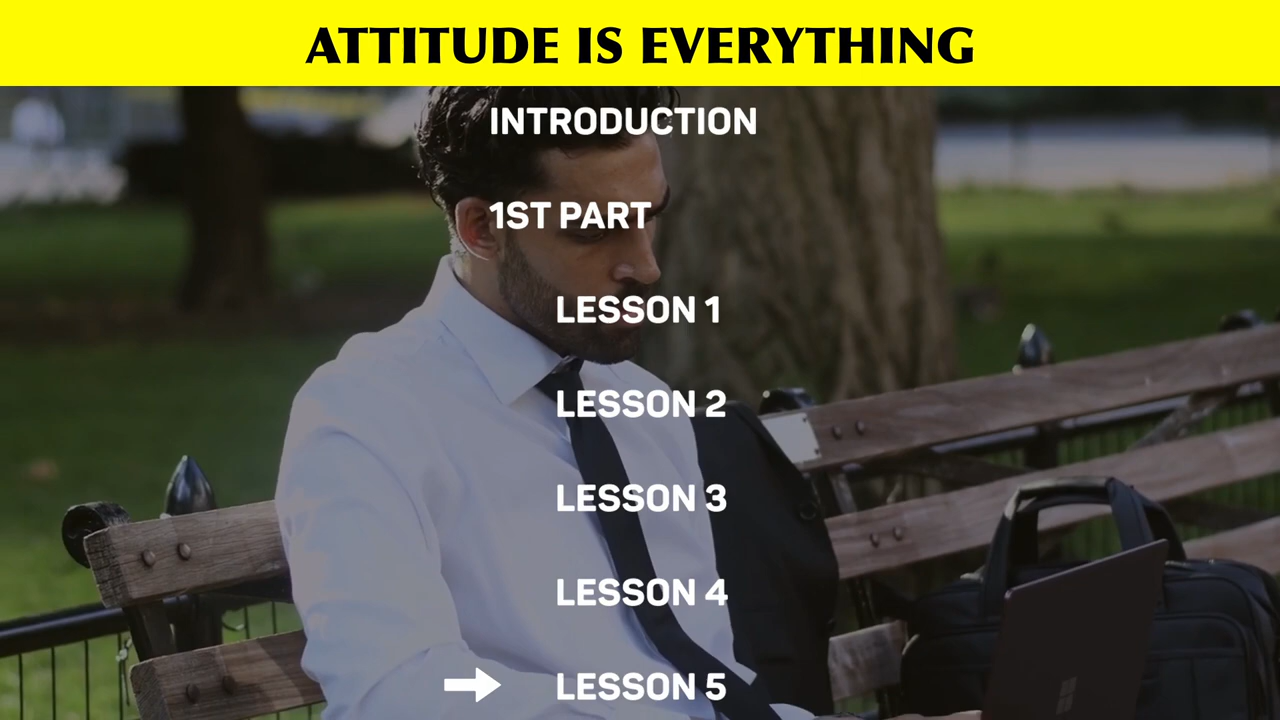 ATTITUDE IS EVERYTHING
INTRODUCTION
1ST PART
LESSON 1
LESSON 2
LESSON 3
LESSON 4
LESSON 5